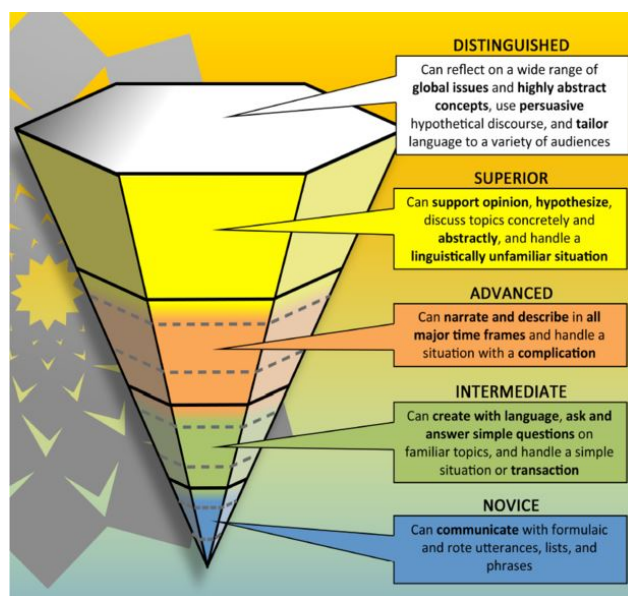 DISTINGUISHED
Can reflect on a wide range of
global issues and highly abstract
concepts, use persuasive
hypothetical discourse, and tailor
language to a variety of audiences
SUPERIOR
Can support opinion, hypothesize,
discuss topics concretely and
abstractly, and handle a
linguistically unfamiliar situation
ADVANCED
Can narrate and describe in all
major time frames and handle a
situation with a complication
INTERMEDIATE
Can create with language, ask and
answer simple questions on
familiar topics, and handle a simple
situation or transaction
NOVICE
Can communicate with formulaic
and rote utterances, lists, and
phrases